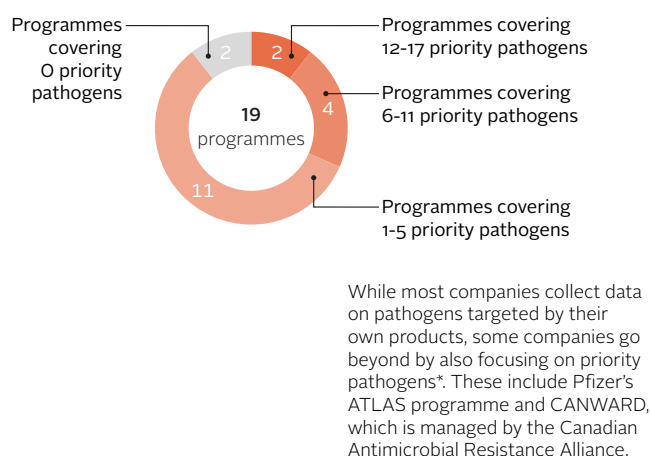 Programmes
covering
0 priority
pathogens
2
2
Programmes covering
12-17 priority pathogens
4
Programmes covering
6-11 priority pathogens
19
programmes
11
Programmes covering
1-5 priority pathogens
While most companies collect data
on pathogens targeted by their
own products, some companies go
beyond by also focusing on priority
pathogens*. These include Pfizer’s
ATLAS programme and CANWARD,
which is managed by the Canadian
Antimicrobial Resistance Alliance.